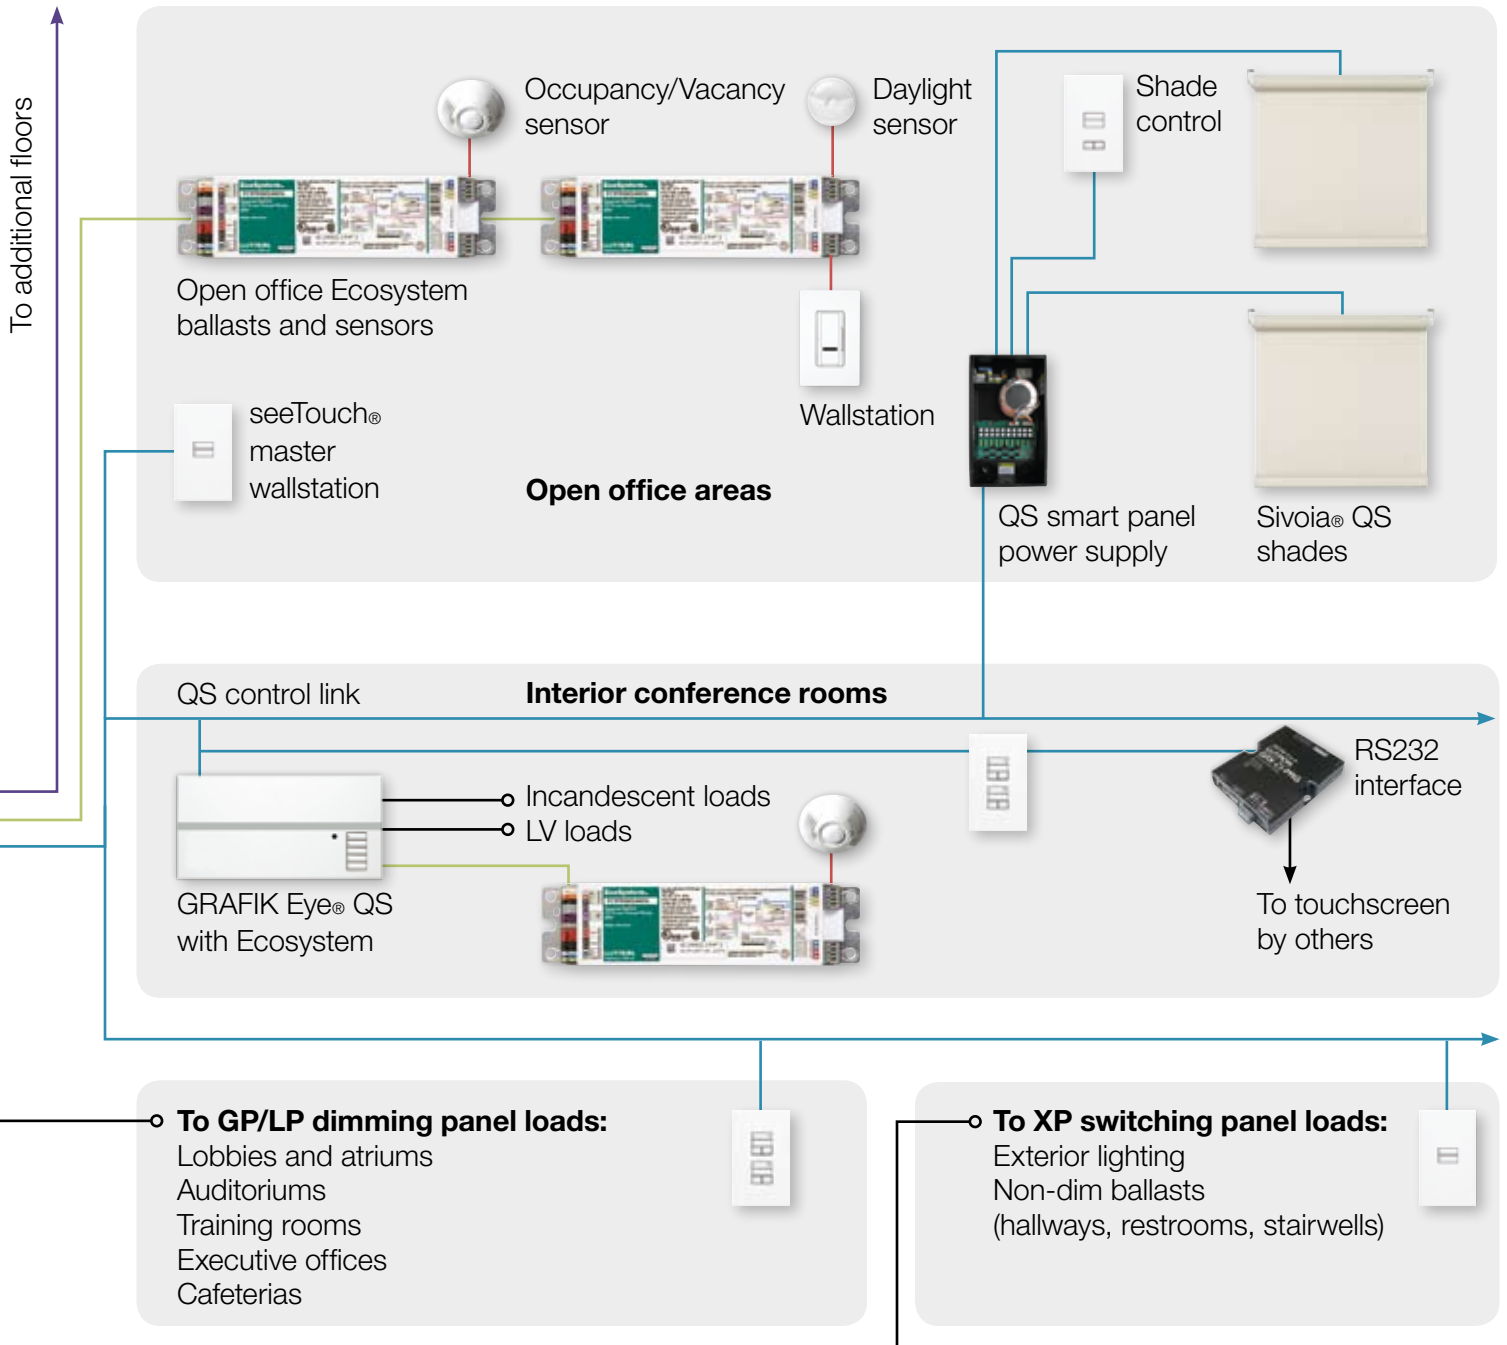 To additional floors
Occupancy/Vacancy
sensor
Daylight
sensor
Shade
control
Open office Ecosystem
ballasts and sensors
Wallstation
seeTouch®
master
wallstation
Open office areas
QS smart panel
power supply
Sivoia® QS
shades
QS control link
Interior conference rooms
RS232
interface
Incandescent loads
LV loads
GRAFIK Eye® QS
with Ecosystem
To touchscreen
by others
To GP/LP dimming panel loads:
Lobbies and atriums
Auditoriums
Training rooms
Executive offices
Cafeterias
To XP switching panel loads:
Exterior lighting
Non-dim ballasts
(hallways, restrooms, stairwells)